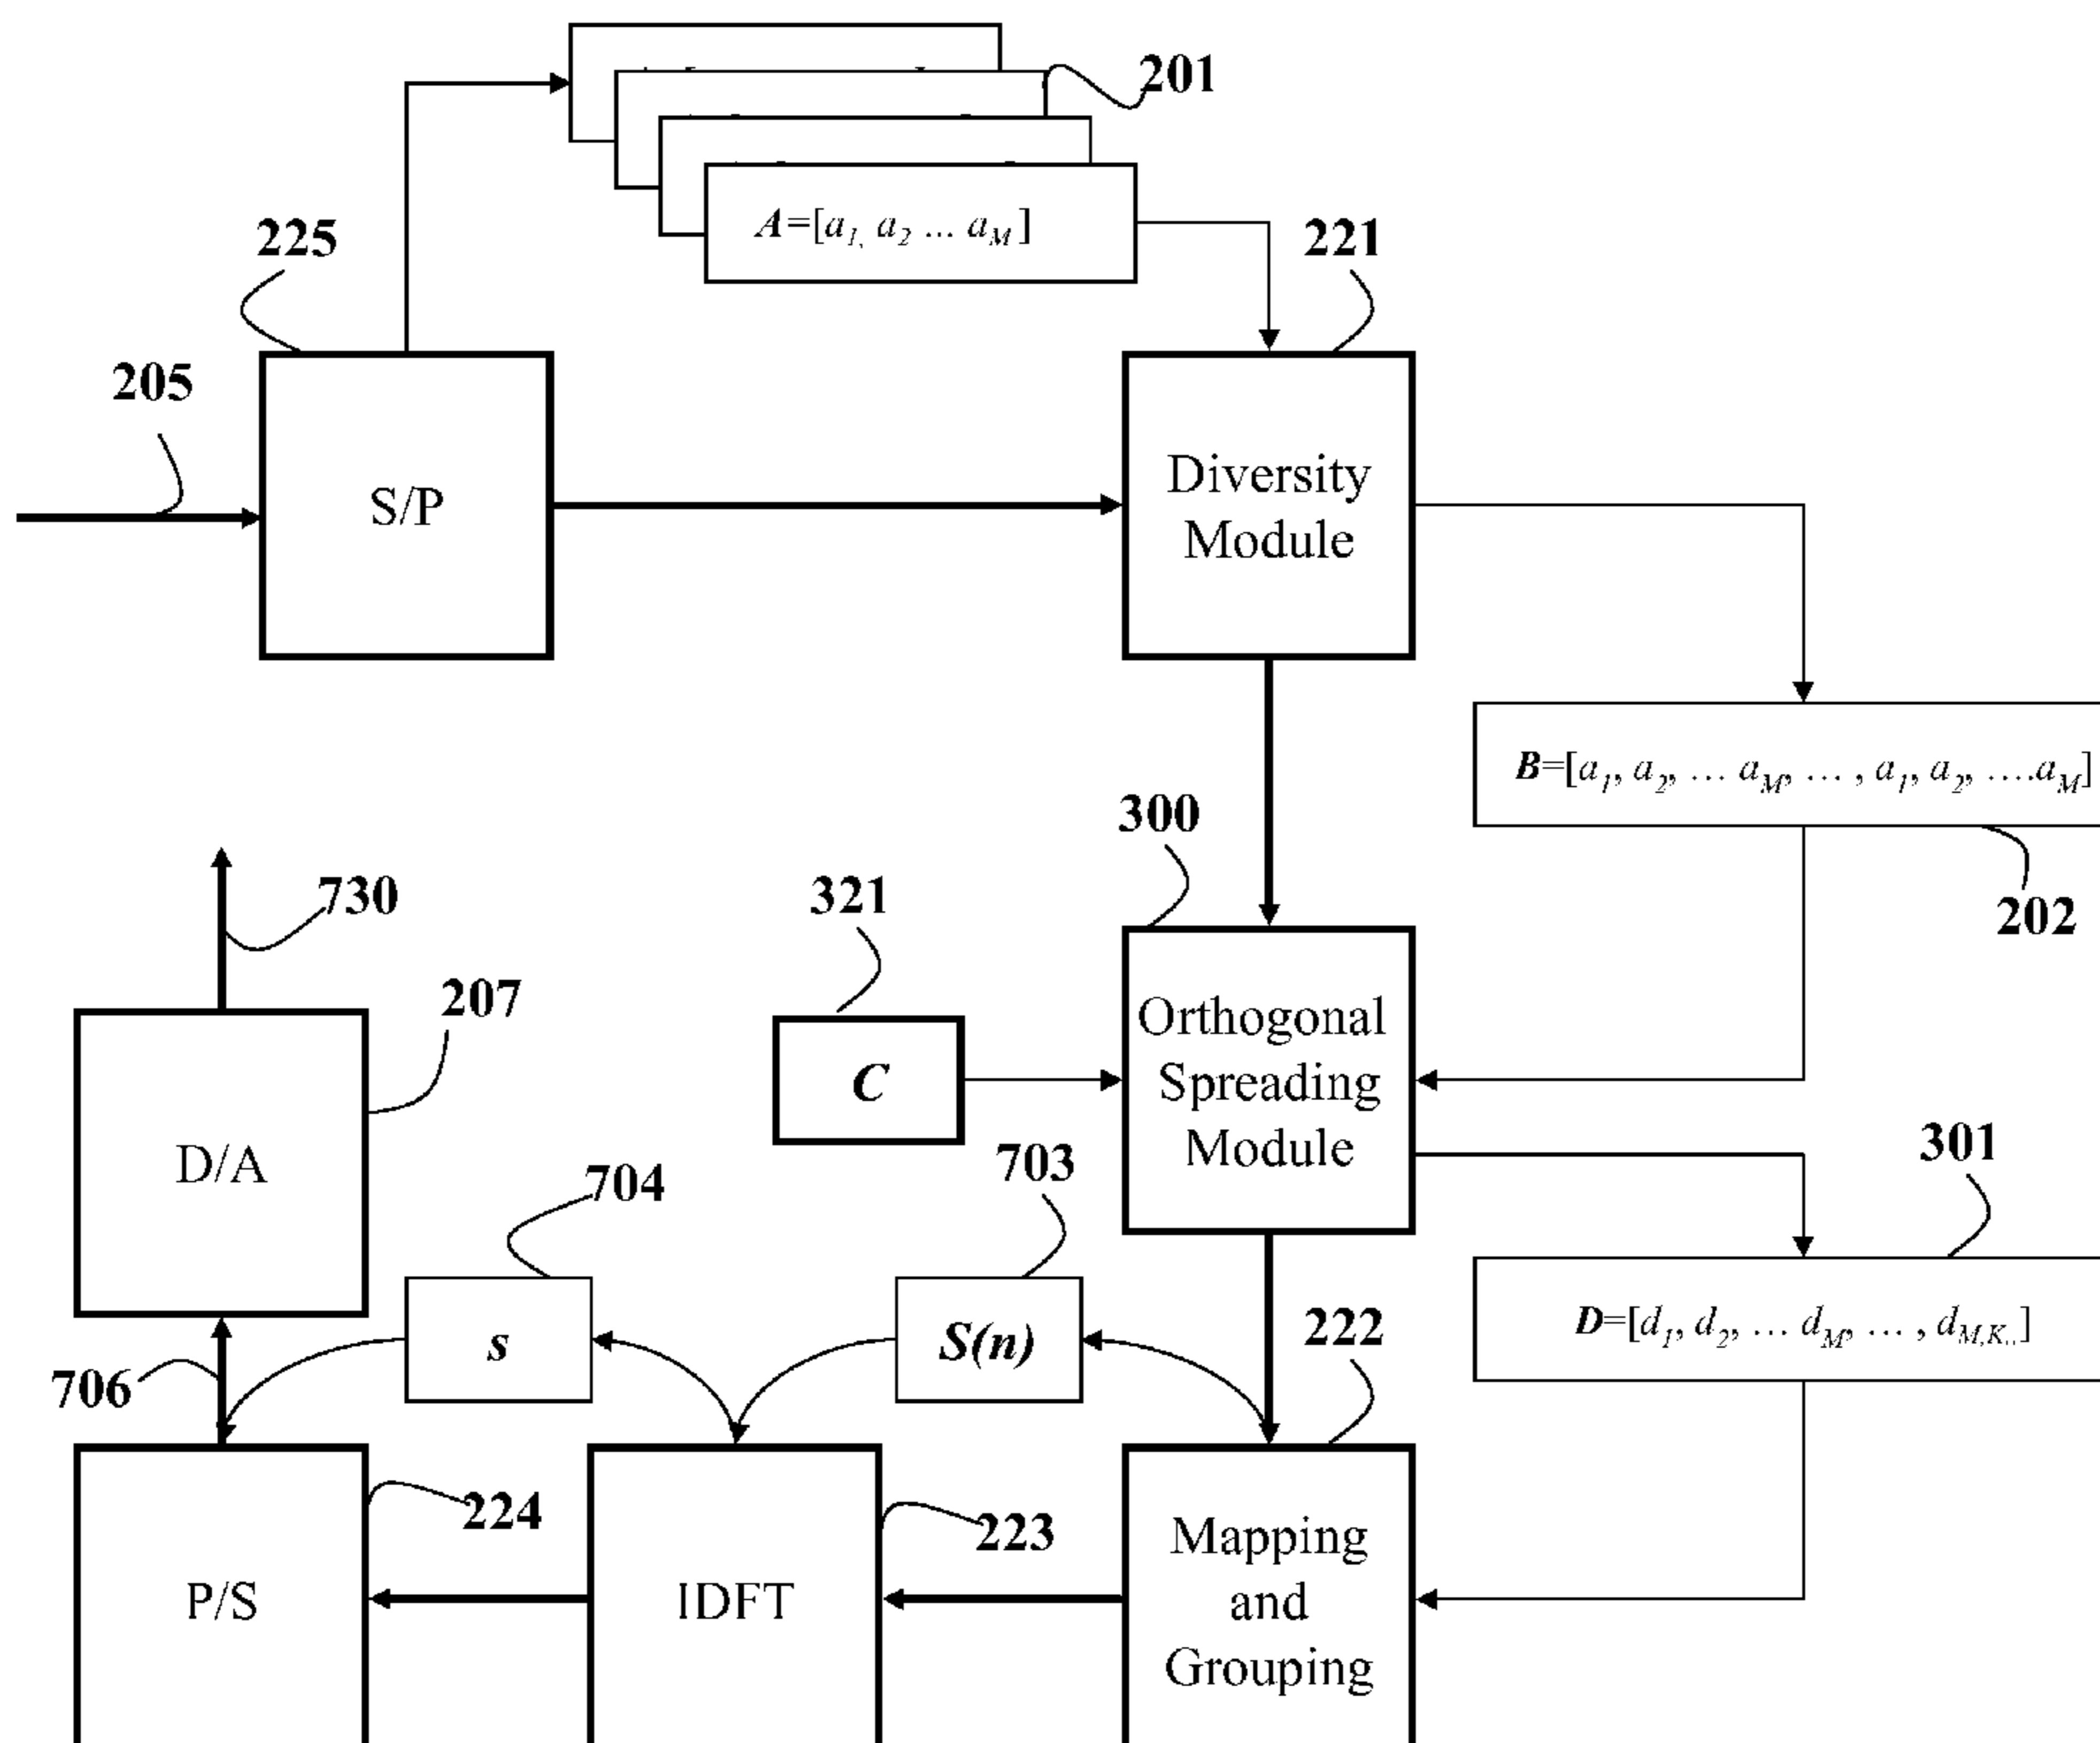 201
A=[a1, a2 ... aM]
225
221
205
S/P
Diversity
Module
B=[a1, a2, ... aM, ... , a1, a2, ....aM]
202
300
321
730
207
C
Orthogonal
Spreading
Module
D/A
704
703
301
s
S(n)
222
D=[d1, d2, ... dM, ... ,
706
224
223
P/S
IDFT
Mapping
and
Grouping